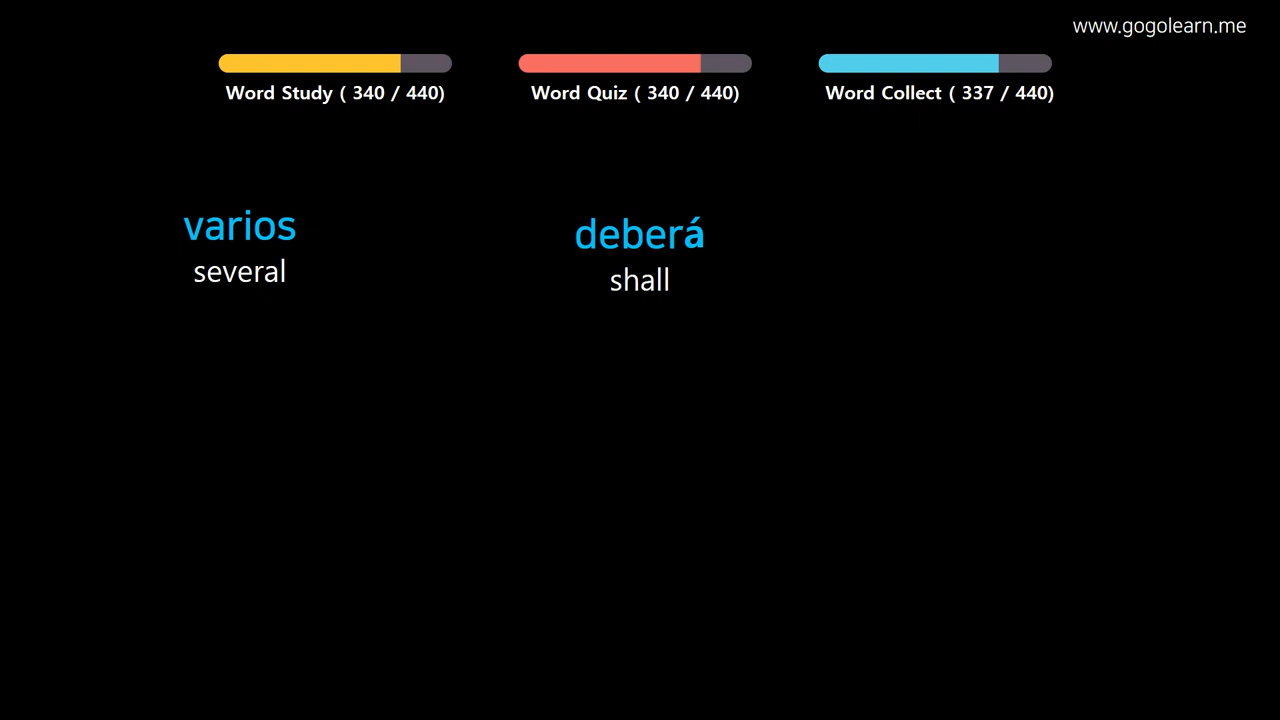 www.gogolearn.me
Word Study ( 340 / 440)
Word Quiz ( 340 / 440)
Word Collect ( 337 / 440)
varios
several
deberá
shall